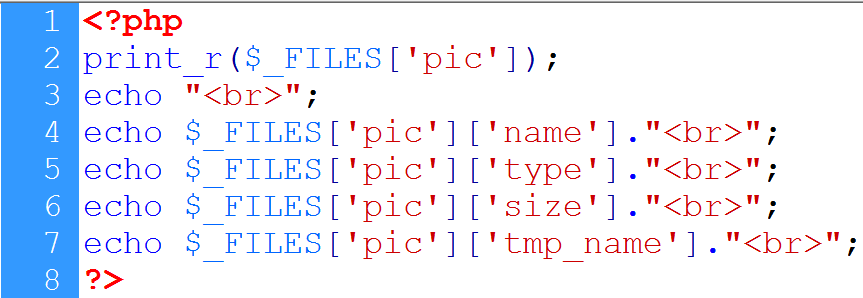 1 <?php
2 print_r($_FILES['pic']);
3 echo "<br>";
4 echo $_FILES['pic']['name']."<br>";
5 echo $_FILES['pic']['type']."<br>";
6 echo $_FILES['pic']['size']."<br>";
7 echo $_FILES['pic']['tmp_name']."<br>";
8 ?>